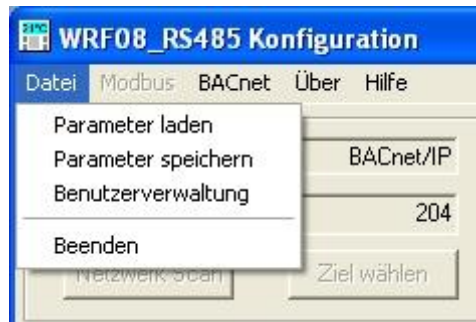 21°C WRF08_RS485 Konfiguration
Datei Modbus BACnet Über Hilfe
Parameter laden
Parameter speichern
Benutzerverwaltung
Beenden
BACnet/IP
204
Netzwerk Scan
Ziel wählen